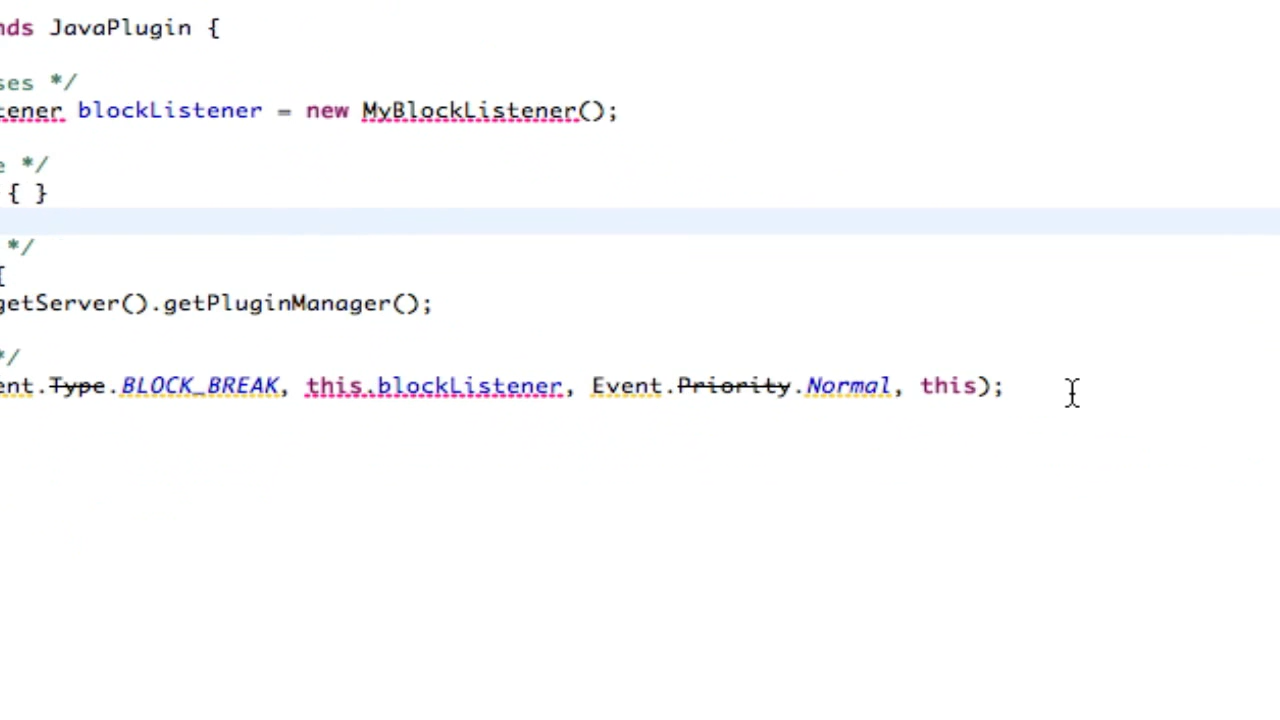 nds JavaPlugin {
ses */
tener blockListener = new MyBlockListener();
e */
{ }
*/
{
getServer().getPluginManager();
*/
ent.Type.BLOCK_BREAK, this.blockListener, Event.Priority.Normal, this);